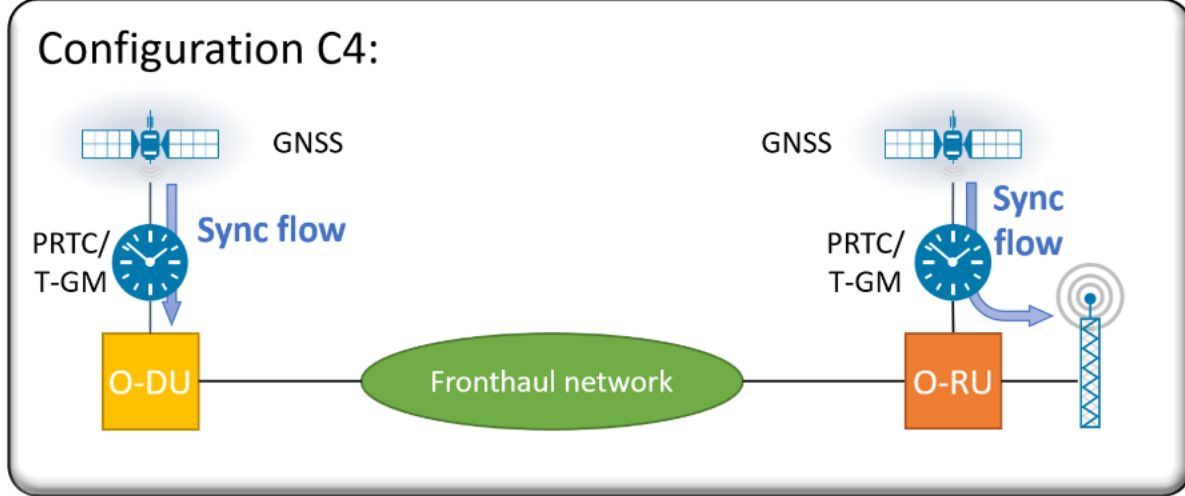 Configuration C4:
GNSS
GNSS
Sync flow
Sync
flow
PRTC/
T-GM
PRTC/
T-GM
O-DU
Fronthaul network
O-RU